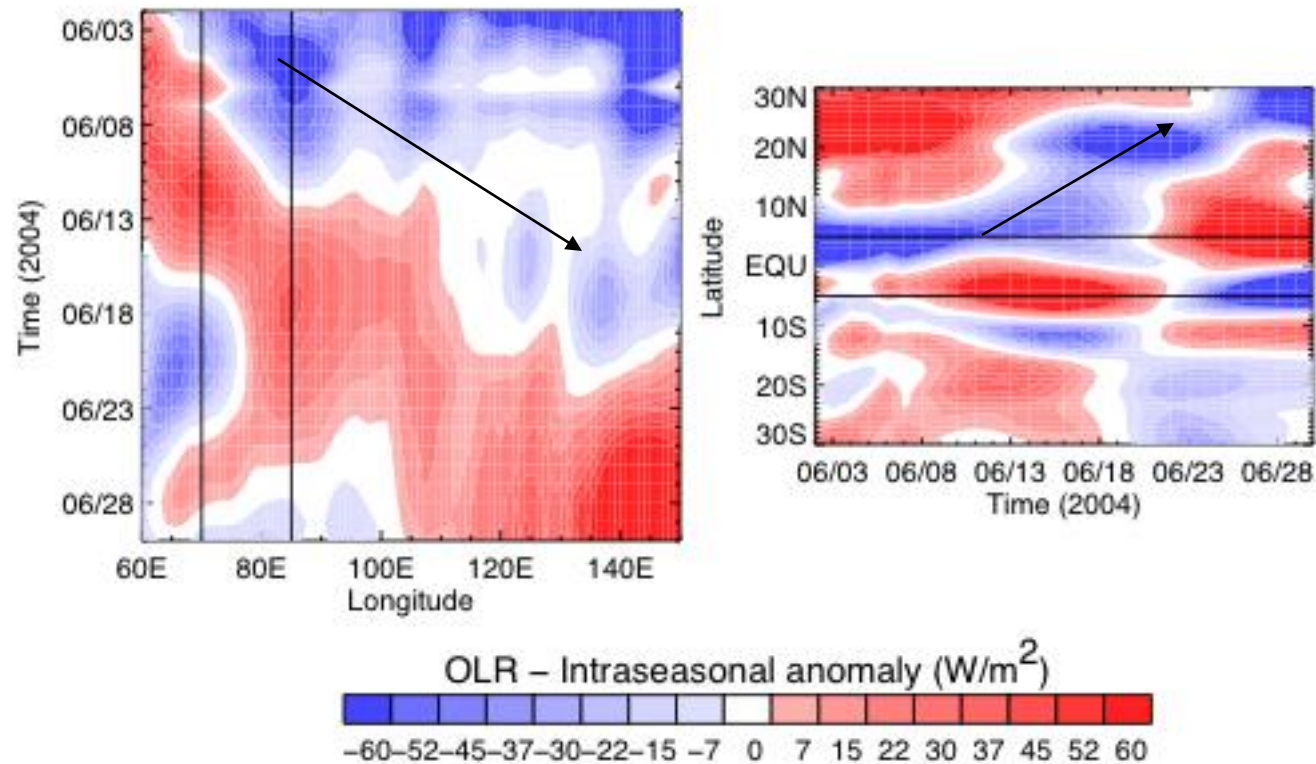 06/03
06/08
06/13
06/18
06/23
06/28
Time (2004)
60E 80E 100E 120E 140E
Longitude
30N
20N
10N
EQU
10S
20S
30S
Latitude
06/03 06/08 06/13 06/18 06/23 06/28
Time (2004)
OLR – Intraseasonal anomaly (W/m²)
−60 −52 −45 −37 −30 −22 −15 −7 0 7 15 22 30 37 45 52 60